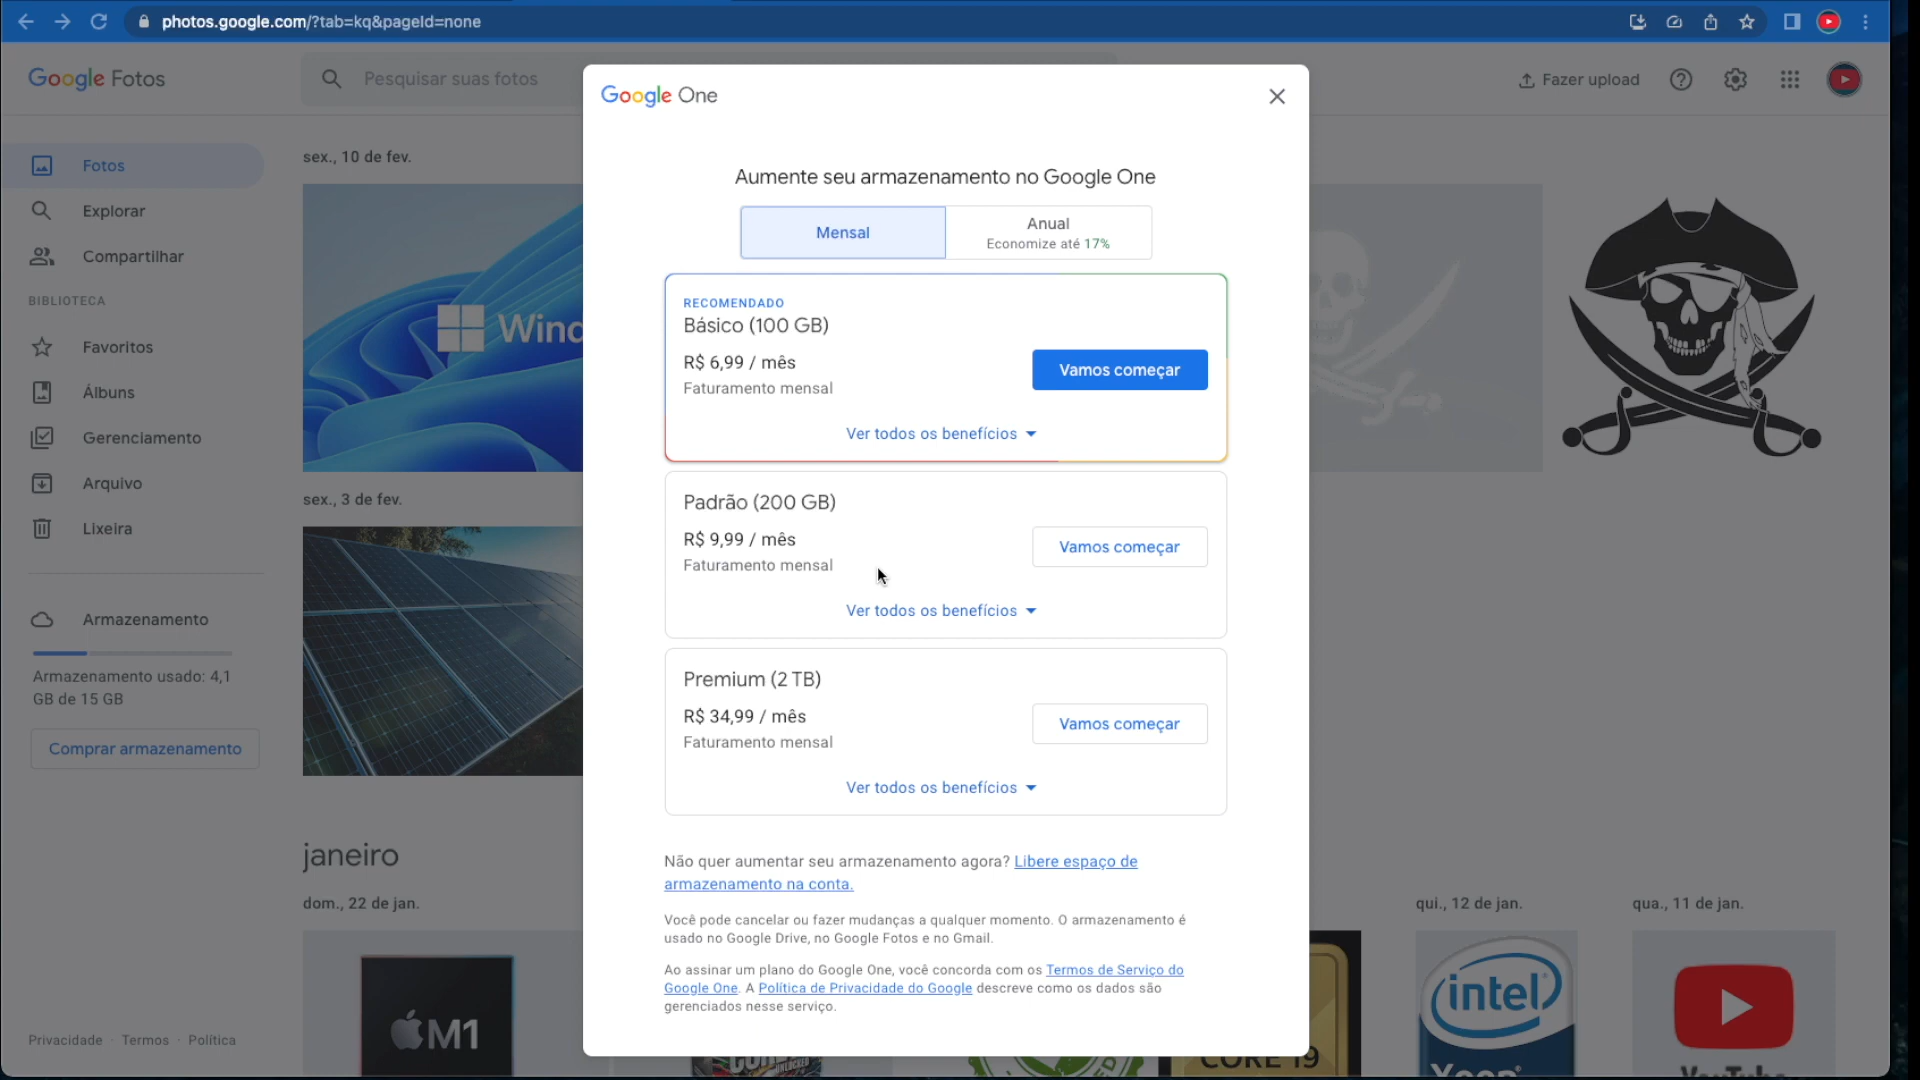 photos.google.com/?tab=kq&pageId=none
Google Fotos
Pesquisar suas fotos
Fazer upload
Fotos
Explorar
Compartilhar
BIBLIOTECA
Favoritos
Álbuns
Gerenciamento
Arquivo
Lixeira
Armazenamento
Armazenamento usado: 4,1
GB de 15 GB
Comprar armazenamento
Privacidade · Termos · Política
sex., 10 de fev.
sex., 3 de fev.
janeiro
dom., 22 de jan.
M1
Google One
Aumente seu armazenamento no Google One
Mensal
Anual
Economize até 17%
RECOMENDADO
Básico (100 GB)
R$ 6,99 / mês
Faturamento mensal
Vamos começar
Ver todos os benefícios
Padrão (200 GB)
R$ 9,99 / mês
Faturamento mensal
Vamos começar
Ver todos os benefícios
Premium (2 TB)
R$ 34,99 / mês
Faturamento mensal
Vamos começar
Ver todos os benefícios
Não quer aumentar seu armazenamento agora? Libere espaço de
armazenamento na conta.
Você pode cancelar ou fazer mudanças a qualquer momento. O armazenamento é
usado no Google Drive, no Google Fotos e no Gmail.
Ao assinar um plano do Google One, você concorda com os Termos de Serviço do
Google One. A Política de Privacidade do Google descreve como os dados são
gerenciados nesse serviço.
CORE i9
qui., 12 de jan.
intel
Xeon
qua., 11 de jan.
YouTube